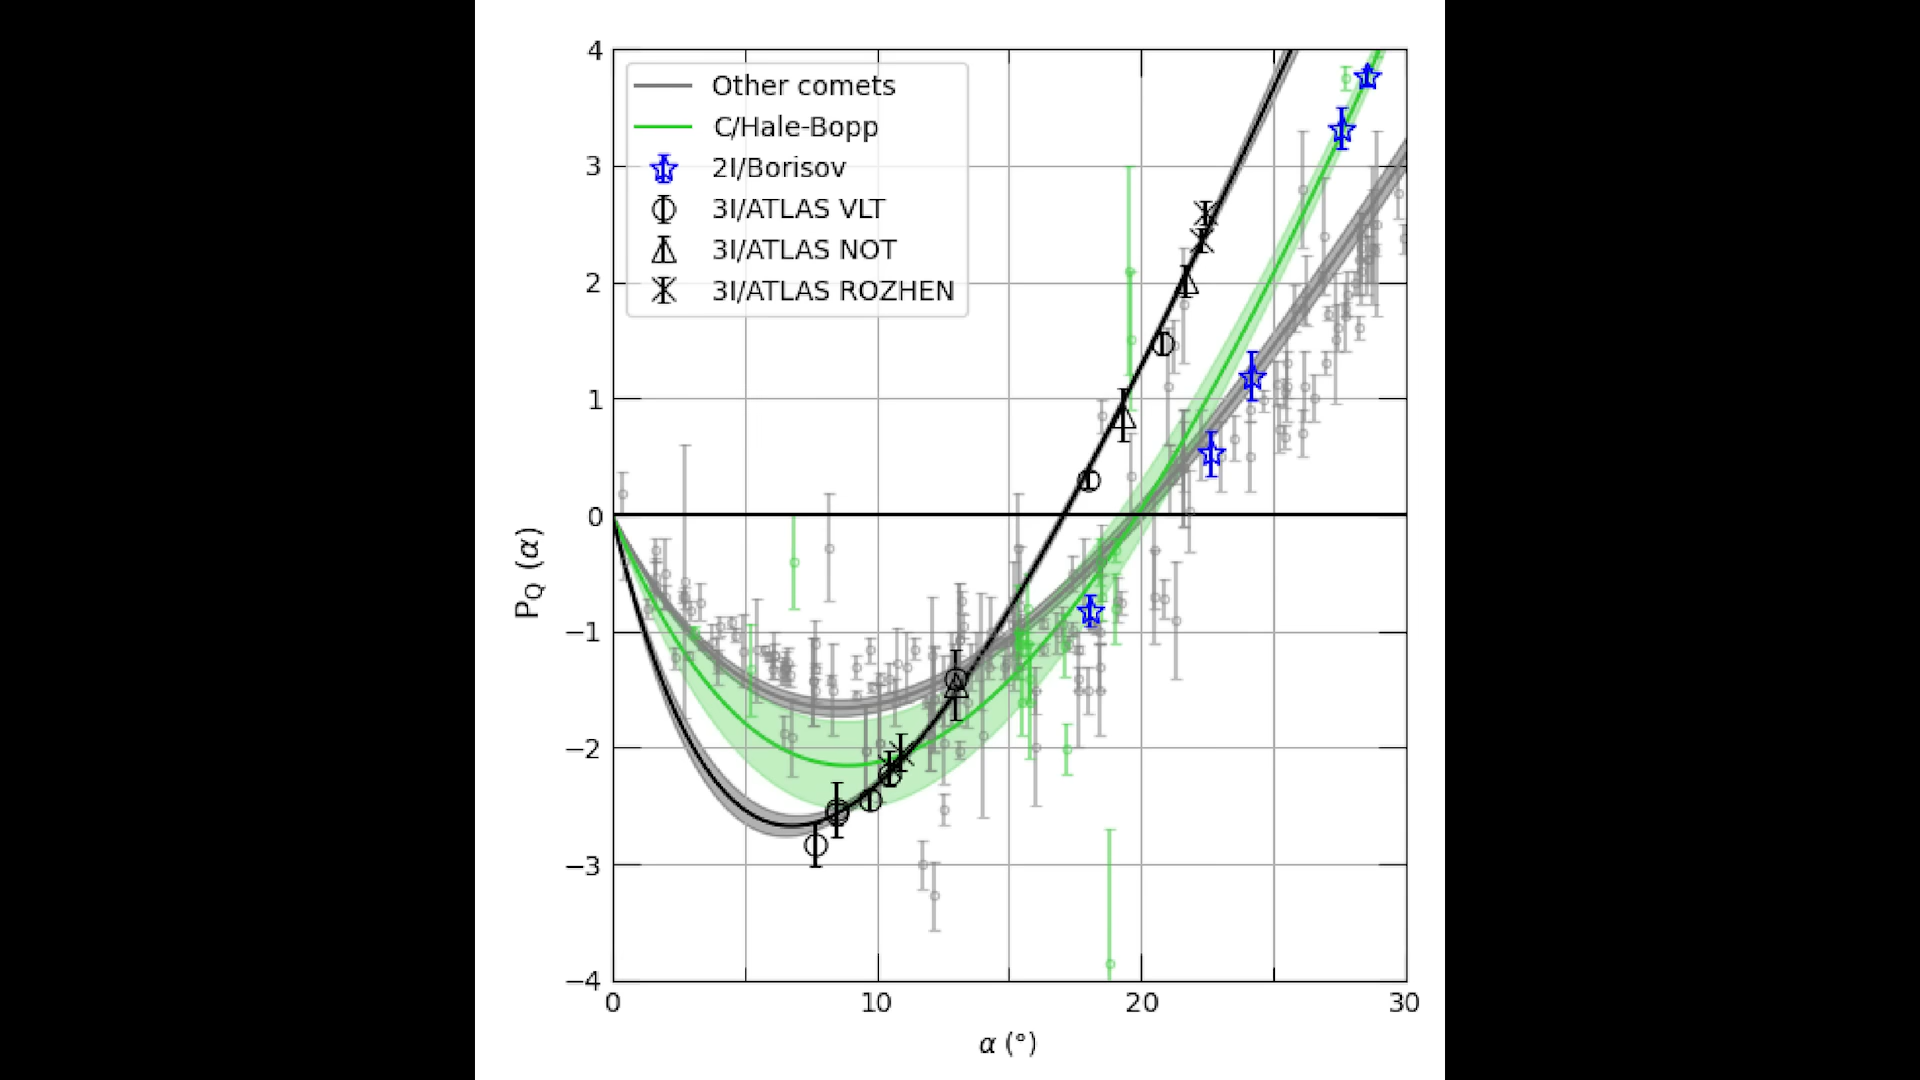 4
3
2
1
0
−1
−2
−3
−4
P_Q (α)
Other comets
C/Hale-Bopp
2I/Borisov
3I/ATLAS VLT
3I/ATLAS NOT
3I/ATLAS ROZHEN
0 10 20 30
α (°)